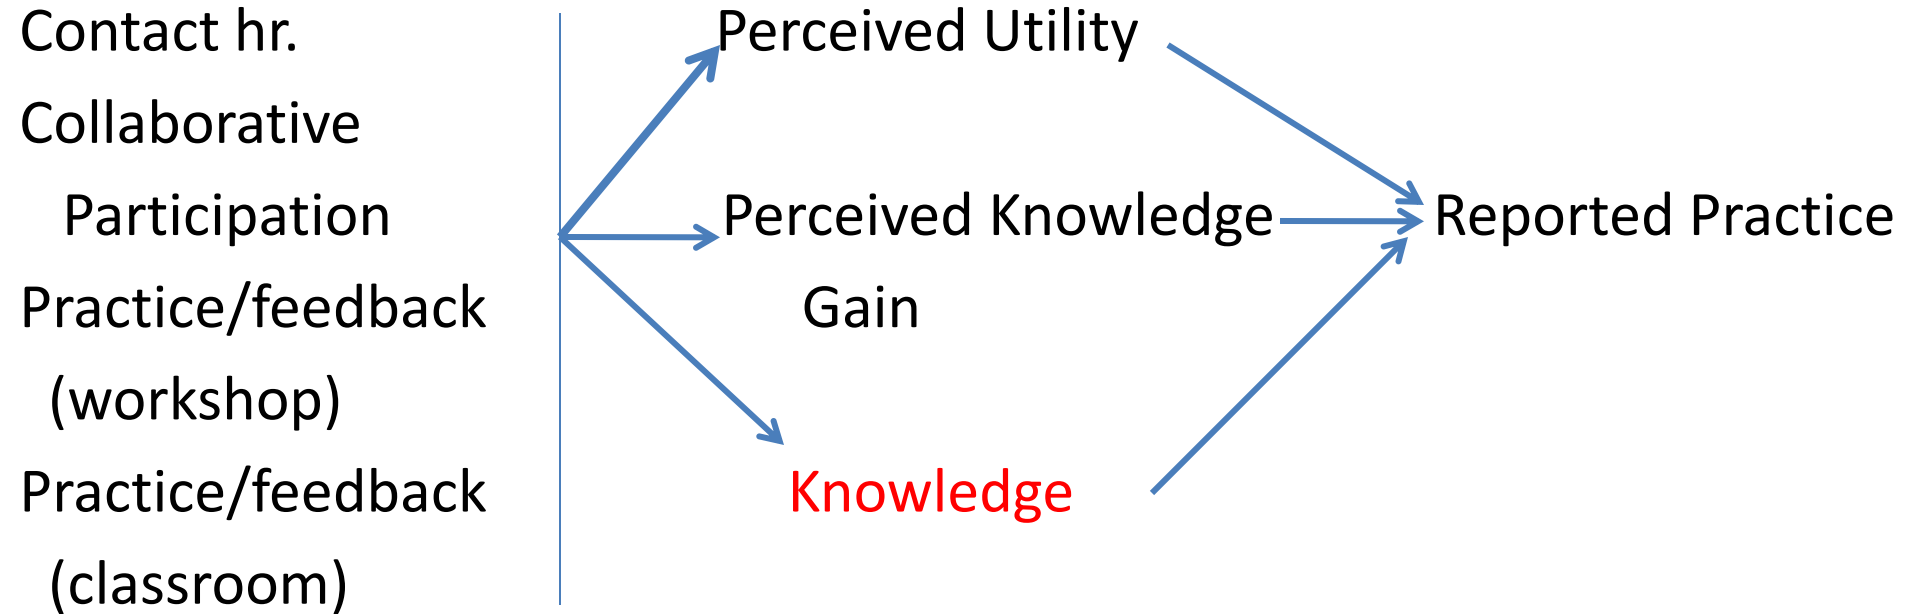 Contact hr.
Collaborative
Participation
Practice/feedback
(workshop)
Practice/feedback
(classroom)
Perceived Utility
Perceived Knowledge
Gain
Knowledge
Reported Practice